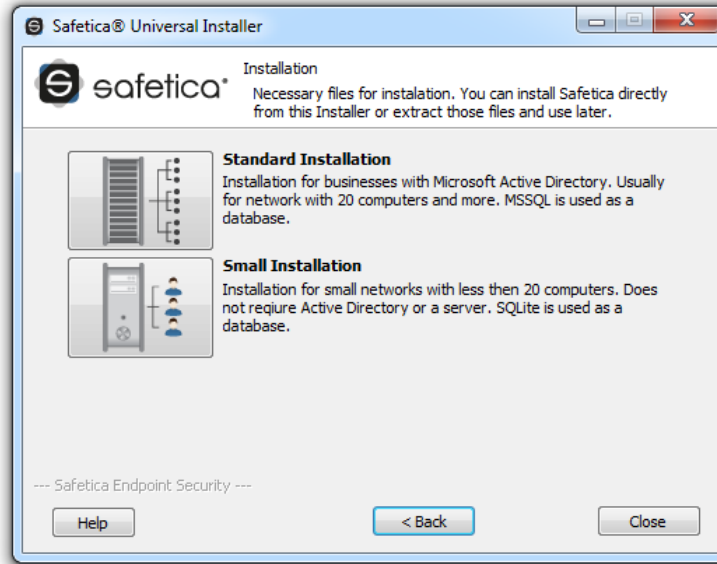 Safetica® Universal Installer
safetica
Installation
Necessary files for instalation. You can install Safetica directly
from this Installer or extract those files and use later.
Standard Installation
Installation for businesses with Microsoft Active Directory. Usually
for network with 20 computers and more. MSSQL is used as a
database.
Small Installation
Installation for small networks with less then 20 computers. Does
not reqiure Active Directory or a server. SQLite is used as a
database.
--- Safetica Endpoint Security ---
Help
< Back
Close